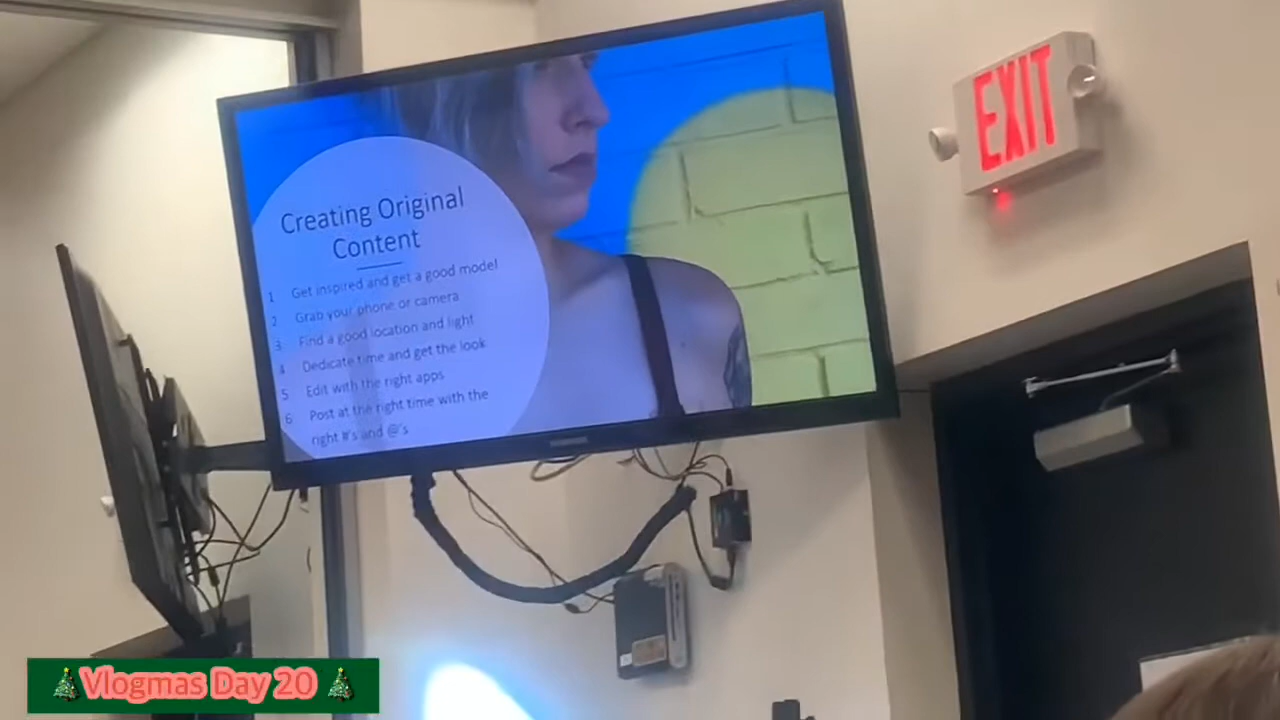 EXIT
Creating Original
Content
1 Get inspired and get a good model
2 Grab your phone or camera
3 Find a good location and light
4 Dedicate time and get the look
5 Edit with the right apps
6 Post at the right time with the
right #'s and @'s
Vlogmas Day 20